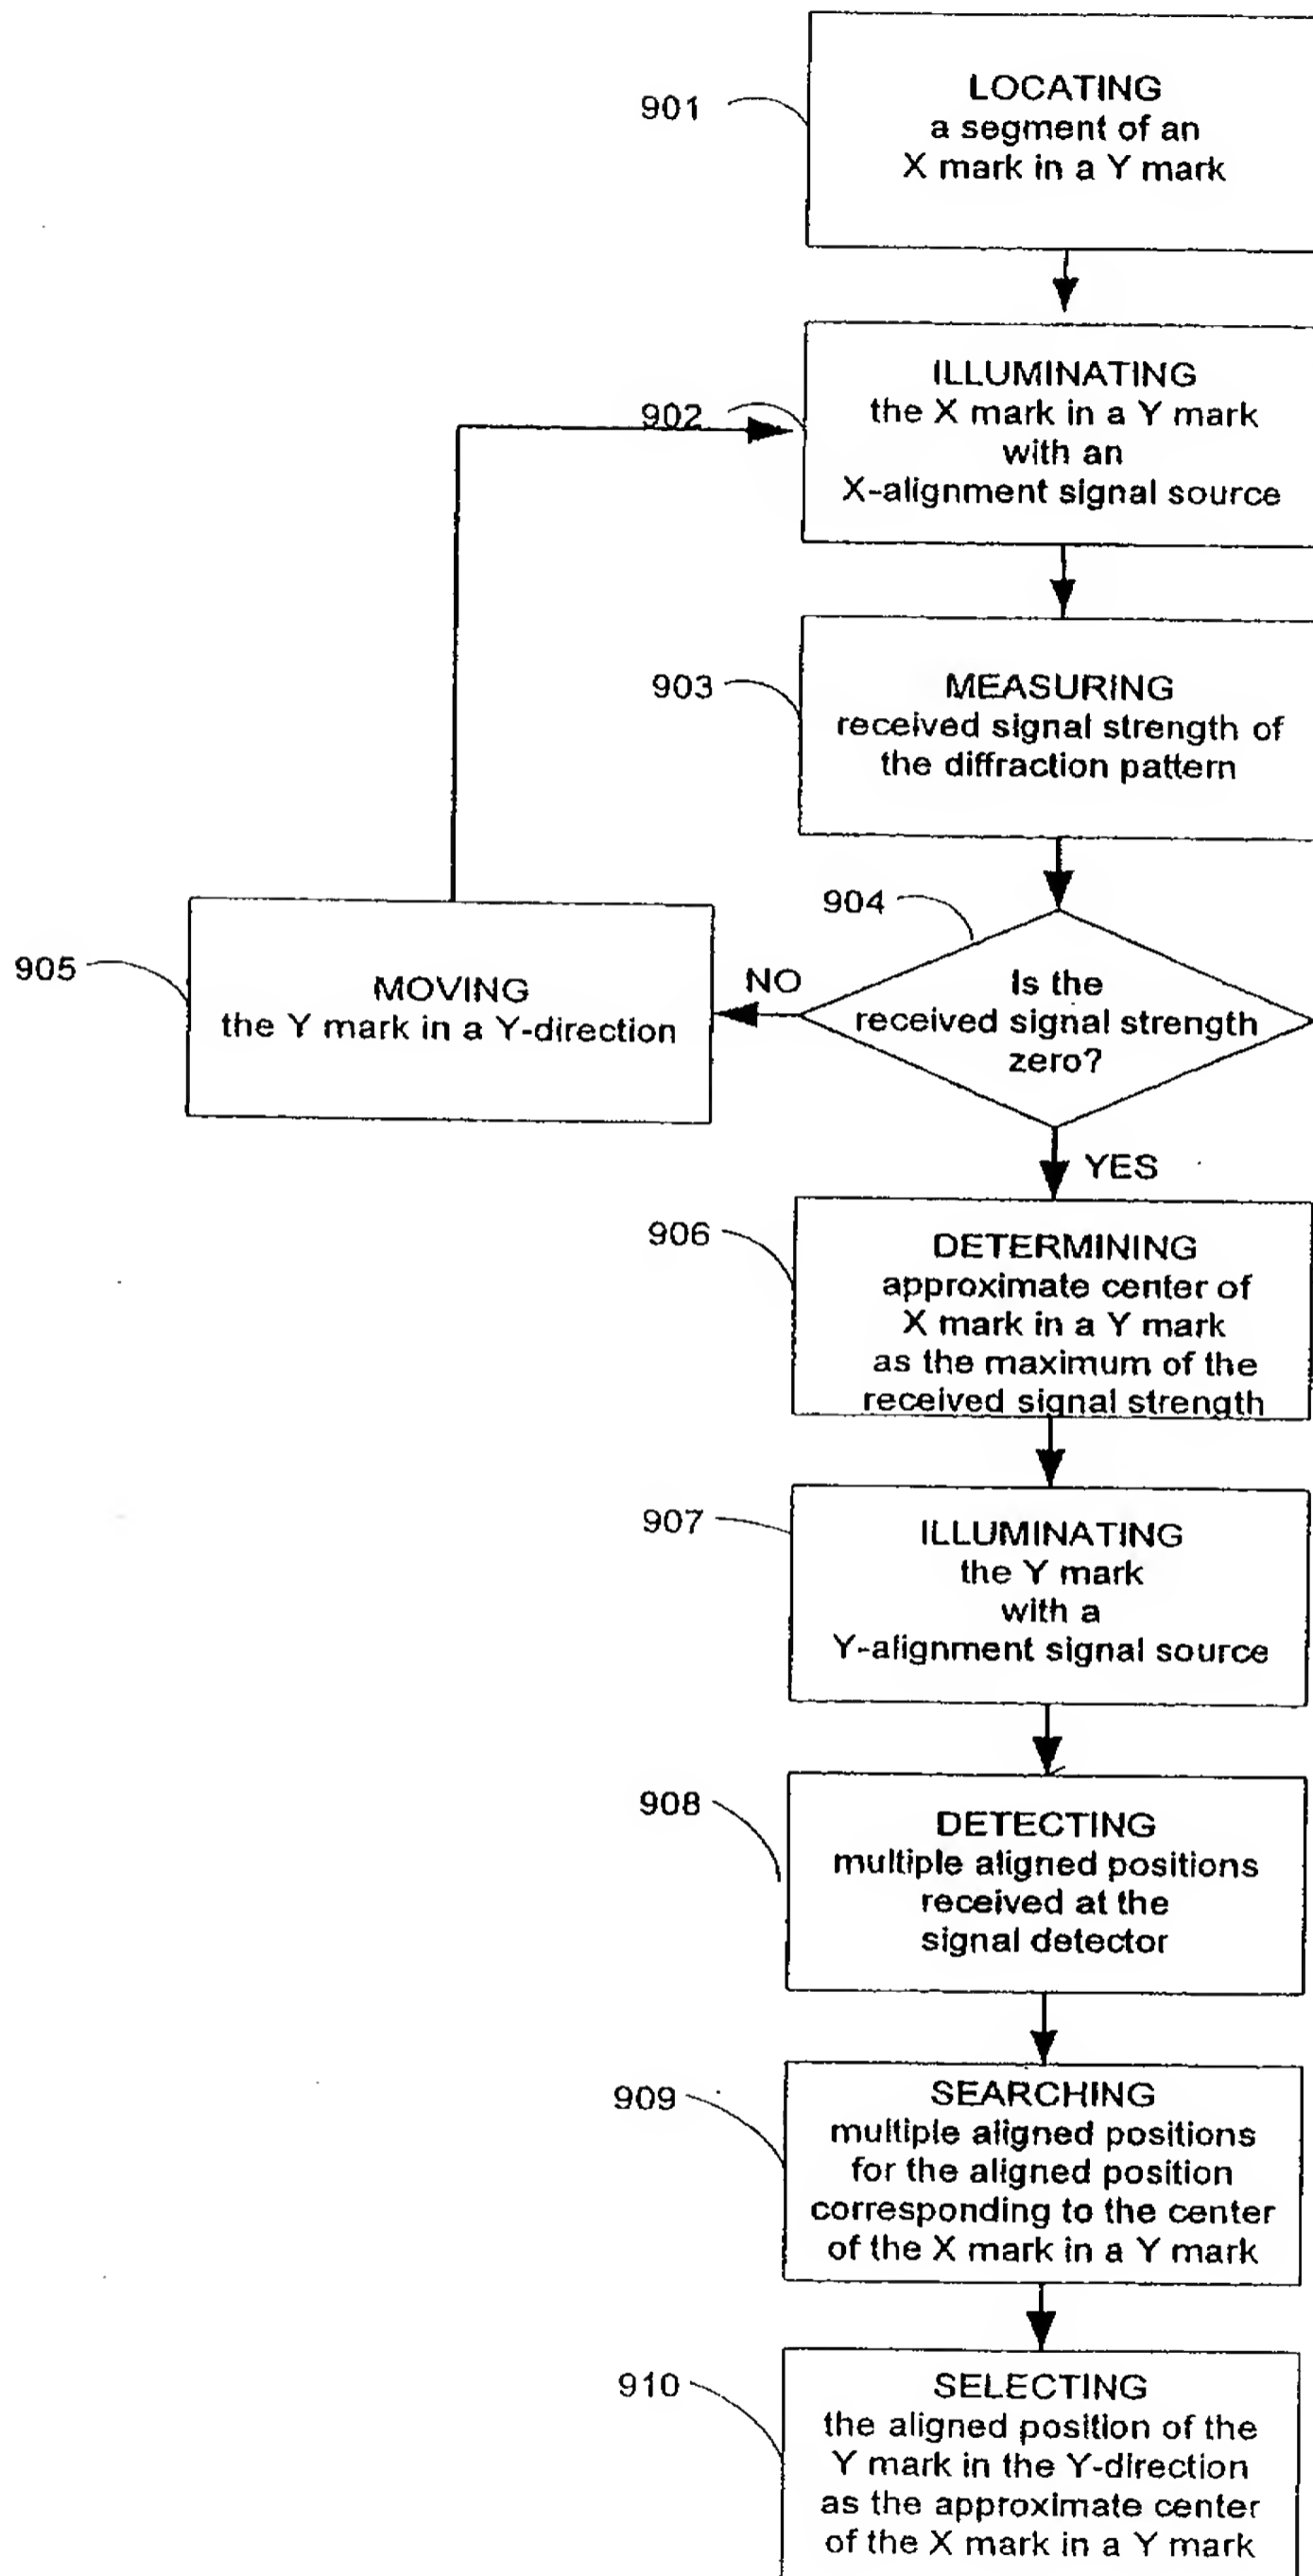 901
LOCATING
a segment of an
X mark in a Y mark
902
ILLUMINATING
the X mark in a Y mark
with an
X-alignment signal source
903
MEASURING
received signal strength of
the diffraction pattern
904
Is the
received signal strength
zero?
NO
905
MOVING
the Y mark in a Y-direction
YES
906
DETERMINING
approximate center of
X mark in a Y mark
as the maximum of the
received signal strength
907
ILLUMINATING
the Y mark
with a
Y-alignment signal source
908
DETECTING
multiple aligned positions
received at the
signal detector
909
SEARCHING
multiple aligned positions
for the aligned position
corresponding to the center
of the X mark in a Y mark
910
SELECTING
the aligned position of the
Y mark in the Y-direction
as the approximate center
of the X mark in a Y mark